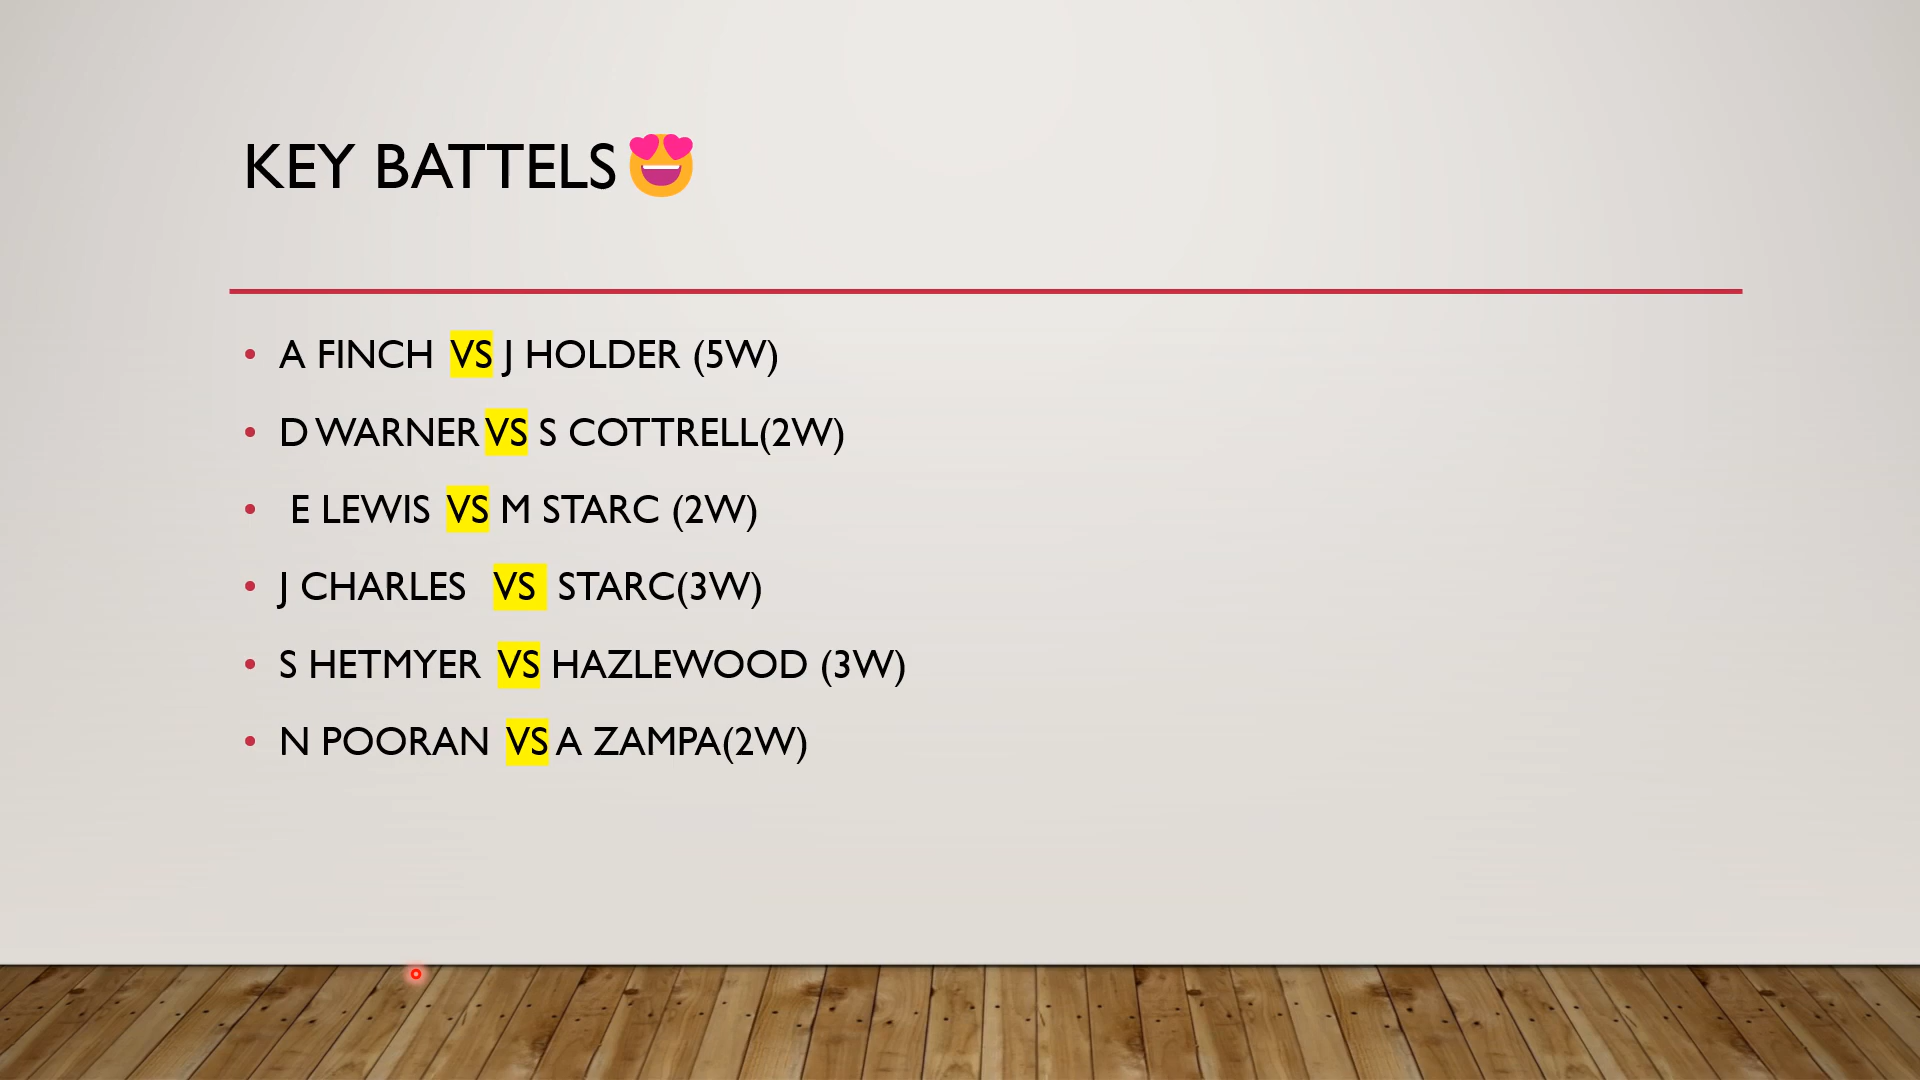 KEY BATTELS😍
• A FINCH VS J HOLDER (5W)
• D WARNER VS S COTTRELL(2W)
• E LEWIS VS M STARC (2W)
• J CHARLES VS STARC(3W)
• S HETMYER VS HAZLEWOOD (3W)
• N POORAN VS A ZAMPA(2W)